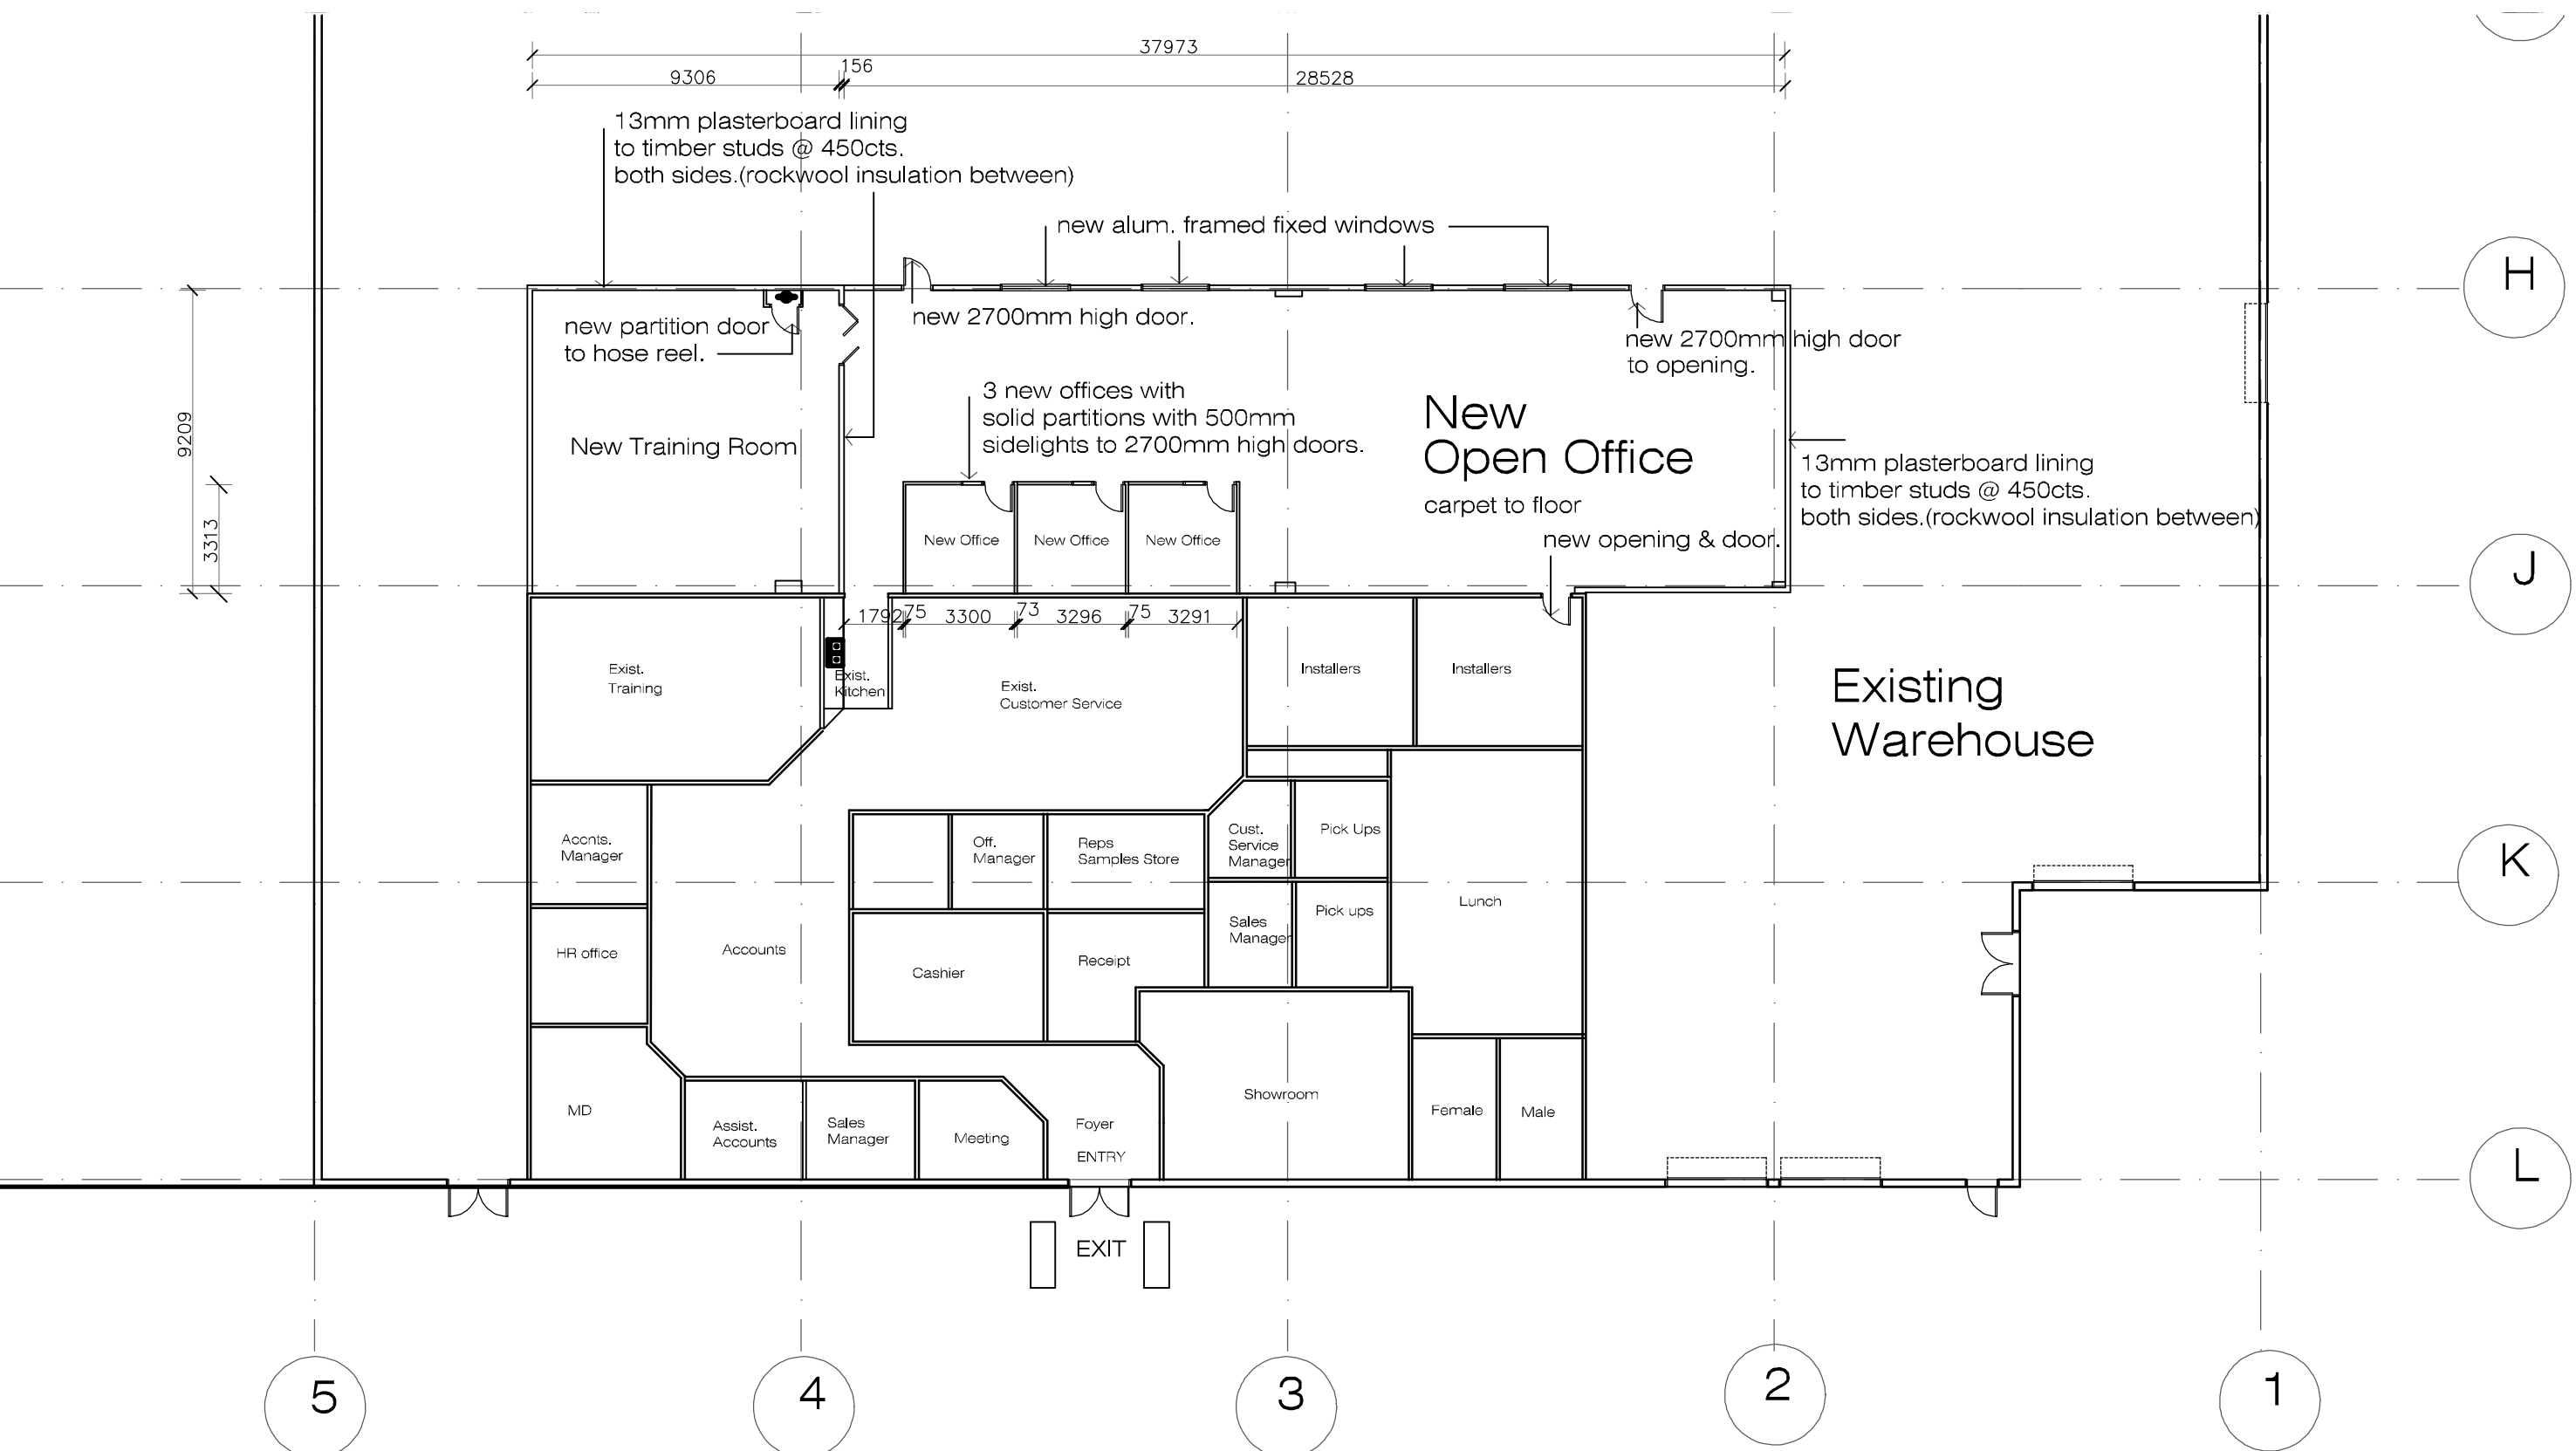 37973
9306
156
28528
13mm plasterboard lining
to timber studs @ 450cts.
both sides.(rockwool insulation between)
new alum. framed fixed windows
H
new partition door
to hose reel.
new 2700mm high door.
new 2700mm high door
to opening.
3 new offices with
solid partitions with 500mm
sidelights to 2700mm high doors.
New
Open Office
carpet to floor
9209
New Training Room
13mm plasterboard lining
to timber studs @ 450cts.
both sides.(rockwool insulation between)
3313
New Office
New Office
New Office
new opening & door.
J
1792
75
3300
73
3296
75
3291
Exist.
Training
Exist.
Kitchen
Exist.
Customer Service
Installers
Installers
Existing
Warehouse
Accnts.
Manager
Off.
Manager
Reps
Samples Store
Cust.
Service
Manager
Pick Ups
K
HR office
Accounts
Cashier
Receipt
Sales
Manager
Pick ups
Lunch
MD
Assist.
Accounts
Sales
Manager
Meeting
Foyer
ENTRY
Showroom
Female
Male
L
EXIT
5
4
3
2
1